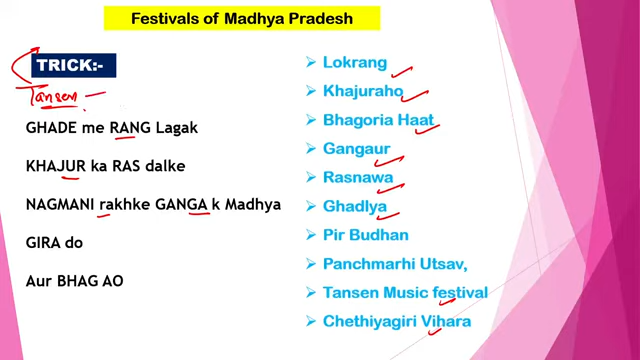 Festivals of Madhya Pradesh
TRICK:-
Tansen
GHADE me RANG Lagak
KHAJUR ka RAS dalke
NAGMANI rakhke GANGA k Madhya
GIRA do
Aur BHAG AO
Lokrang
Khajuraho
Bhagoria Haat
Gangaur
Rasnawa
Ghadlya
Pir Budhan
Panchmarhi Utsav,
Tansen Music festival
Chethiyagiri Vihara